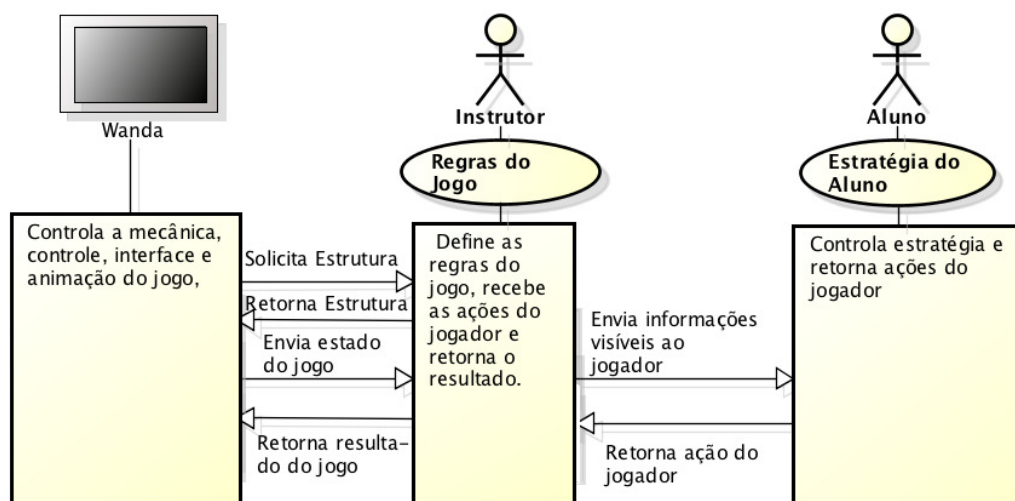 Wanda
Instrutor
Aluno
Regras do
Jogo
Estratégia do
Aluno
Controla a mecânica,
controle, interface e
animação do jogo,
Solicita Estrutura
Retorna Estrutura
Envia estado
do jogo
Retorna resulta-
do do jogo
Define as
regras do
jogo, recebe
as ações do
jogador e
retorna o
resultado.
Envia informações
visíveis ao
jogador
Retorna ação do
jogador
Controla estratégia e
retorna ações do
jogador